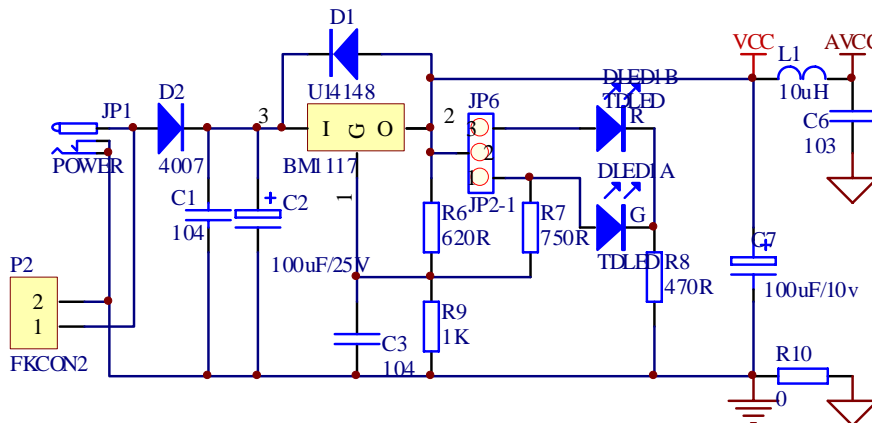 D1
VCC
L1
AVCC
DLED1B
JP1
D2
U1
4148
3
2
JP6
TDLED
10uH
I
G
O
3
R
C6
POWER
4007
BM1117
2
103
1
DLED1A
C1
C2
1
JP2-1
R6
R7
G
104
620R
750R
C7
TDLED
R8
P2
100uF/25V
470R
100uF/10v
2
R9
1
C3
1K
FKCON2
104
R10
0